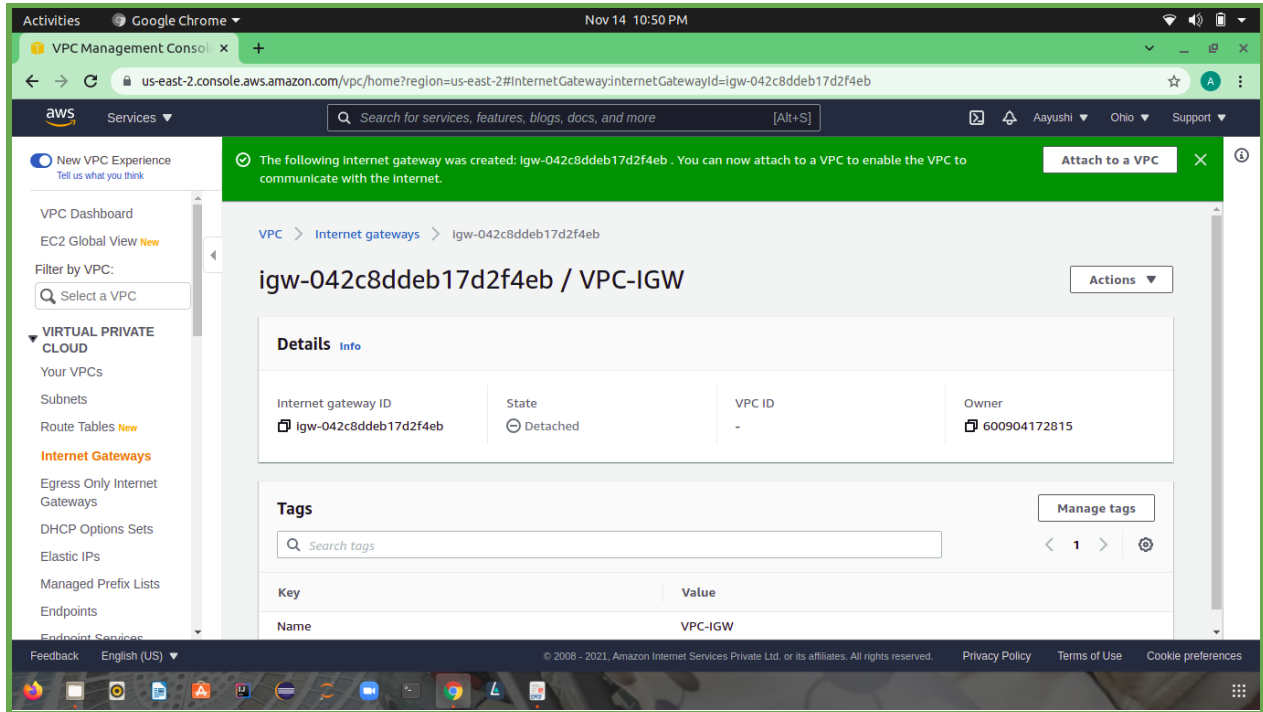 Activities Google Chrome Nov 14 10:50 PM
VPC Management Consol
us-east-2.console.aws.amazon.com/vpc/home?region=us-east-2#InternetGateway:internetGatewayId=igw-042c8ddeb17d2f4eb A
aws Services Search for services, features, blogs, docs, and more [Alt+S] Aayushi Ohio Support
New VPC Experience
Tell us what you think
The following internet gateway was created: igw-042c8ddeb17d2f4eb . You can now attach to a VPC to enable the VPC to
communicate with the internet.
Attach to a VPC
VPC Dashboard
EC2 Global View New
Filter by VPC:
Select a VPC
VIRTUAL PRIVATE
CLOUD
Your VPCs
Subnets
Route Tables New
Internet Gateways
Egress Only Internet
Gateways
DHCP Options Sets
Elastic IPs
Managed Prefix Lists
Endpoints
Endpoint Services
VPC > Internet gateways > igw-042c8ddeb17d2f4eb
igw-042c8ddeb17d2f4eb / VPC-IGW
Actions
Details Info
Internet gateway ID State VPC ID Owner
igw-042c8ddeb17d2f4eb Detached - 600904172815
Tags
Manage tags
Search tags
1
Key Value
Name VPC-IGW
Feedback English (US) © 2008 - 2021, Amazon Internet Services Private Ltd. or its affiliates. All rights reserved. Privacy Policy Terms of Use Cookie preferences